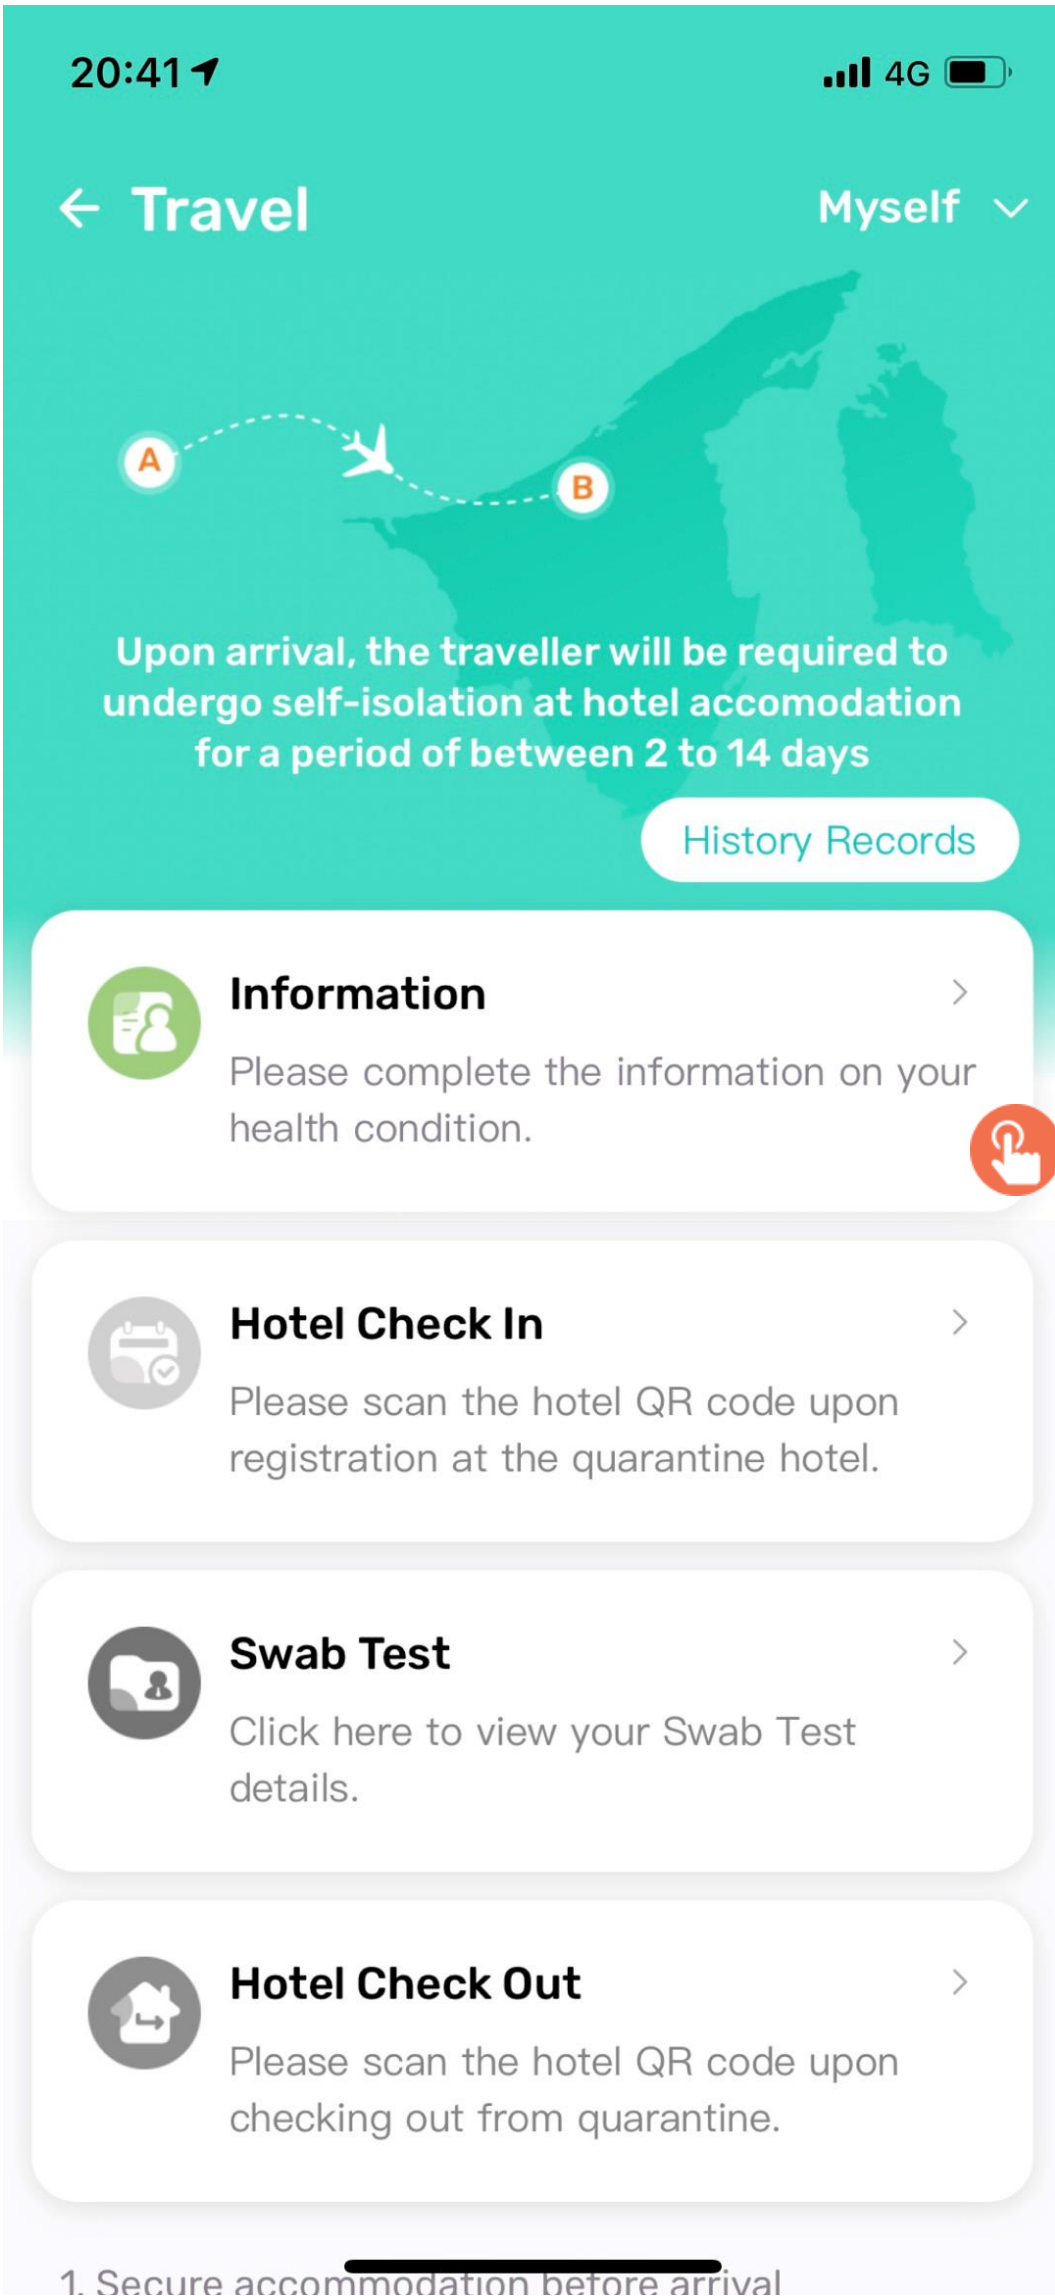 20:41
4G
Travel
Myself
A
B
Upon arrival, the traveller will be required to
undergo self-isolation at hotel accomodation
for a period of between 2 to 14 days
History Records
Information
Please complete the information on your
health condition.
Hotel Check In
Please scan the hotel QR code upon
registration at the quarantine hotel.
Swab Test
Click here to view your Swab Test
details.
Hotel Check Out
Please scan the hotel QR code upon
checking out from quarantine.
1. Secure accommodation before arrival